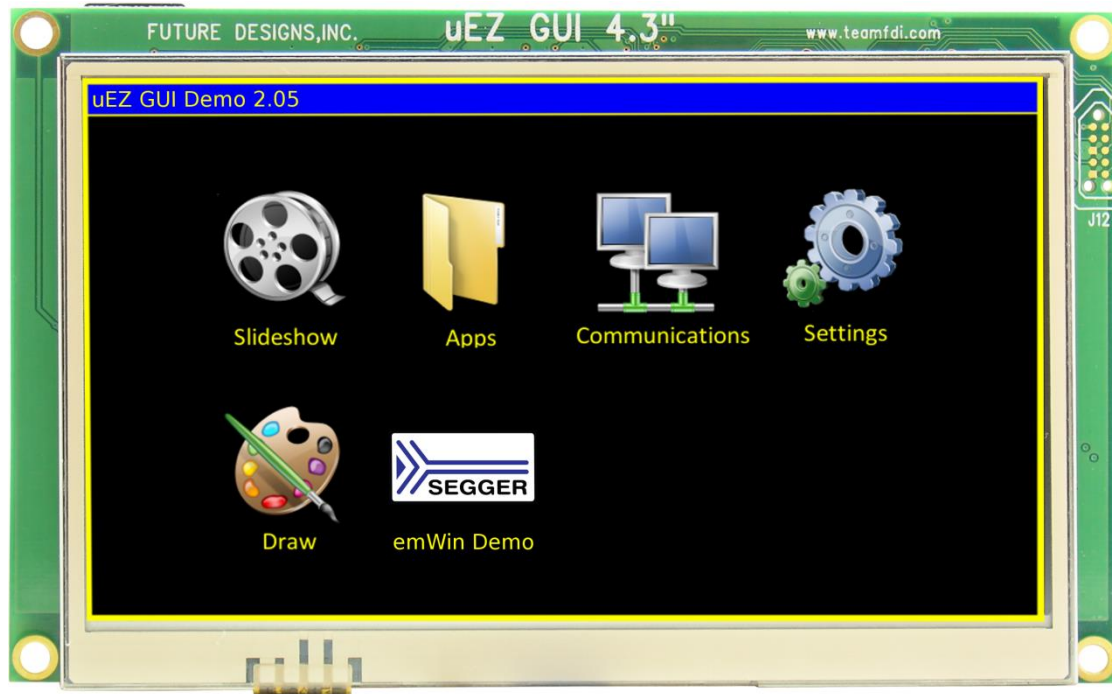 FUTURE DESIGNS,INC. uEZ GUI 4.3" www.teamfdi.com
uEZ GUI Demo 2.05
J12
Slideshow Apps Communications Settings
SEGGER
Draw emWin Demo